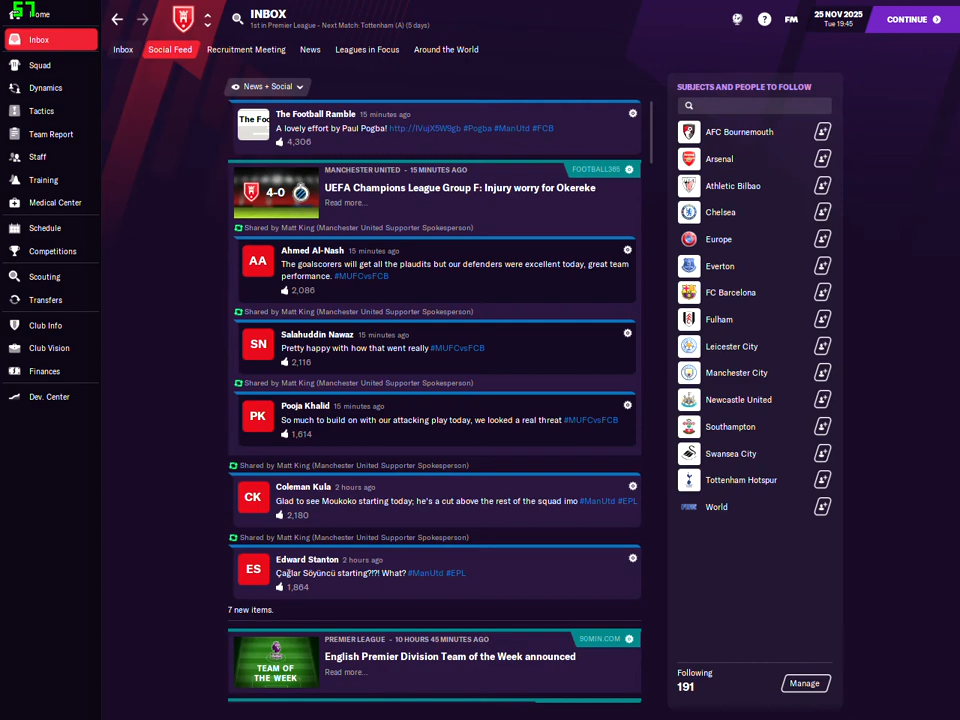 57
Home
Inbox
Squad
Dynamics
Tactics
Team Report
Staff
Training
Medical Center
Schedule
Competitions
Scouting
Transfers
Club Info
Club Vision
Finances
Dev. Center
INBOX
1st in Premier League - Next Match: Tottenham (A) (5 days)
FM
25 NOV 2025
Tue 19:45
CONTINUE
Inbox
Social Feed
Recruitment Meeting
News
Leagues in Focus
Around the World
News + Social
The Foo
The Football Ramble 15 minutes ago
A lovely effort by Paul Pogba! http://IVujX5W9gb #Pogba #ManUtd #FCB
4,306
4-0
MANCHESTER UNITED - 15 MINUTES AGO
FOOTBALL365
UEFA Champions League Group F: Injury worry for Okereke
Read more...
Shared by Matt King (Manchester United Supporter Spokesperson)
AA
Ahmed Al-Nash 15 minutes ago
The goalscorers will get all the plaudits but our defenders were excellent today, great team
performance. #MUFCvsFCB
2,086
Shared by Matt King (Manchester United Supporter Spokesperson)
SN
Salahuddin Nawaz 15 minutes ago
Pretty happy with how that went really #MUFCvsFCB
2,116
Shared by Matt King (Manchester United Supporter Spokesperson)
PK
Pooja Khalid 15 minutes ago
So much to build on with our attacking play today, we looked a real threat #MUFCvsFCB
1,614
Shared by Matt King (Manchester United Supporter Spokesperson)
CK
Coleman Kula 2 hours ago
Glad to see Moukoko starting today; he's a cut above the rest of the squad imo #ManUtd #EPL
2,180
Shared by Matt King (Manchester United Supporter Spokesperson)
ES
Edward Stanton 2 hours ago
Çağlar Söyüncü starting?!?! What? #ManUtd #EPL
1,864
7 new items.
TEAM OF
THE WEEK
PREMIER LEAGUE - 10 HOURS 45 MINUTES AGO
90MIN.COM
English Premier Division Team of the Week announced
Read more...
SUBJECTS AND PEOPLE TO FOLLOW
AFC Bournemouth
Arsenal
Athletic Bilbao
Chelsea
Europe
Everton
FC Barcelona
Fulham
Leicester City
Manchester City
Newcastle United
Southampton
Swansea City
Tottenham Hotspur
World
Following
191
Manage